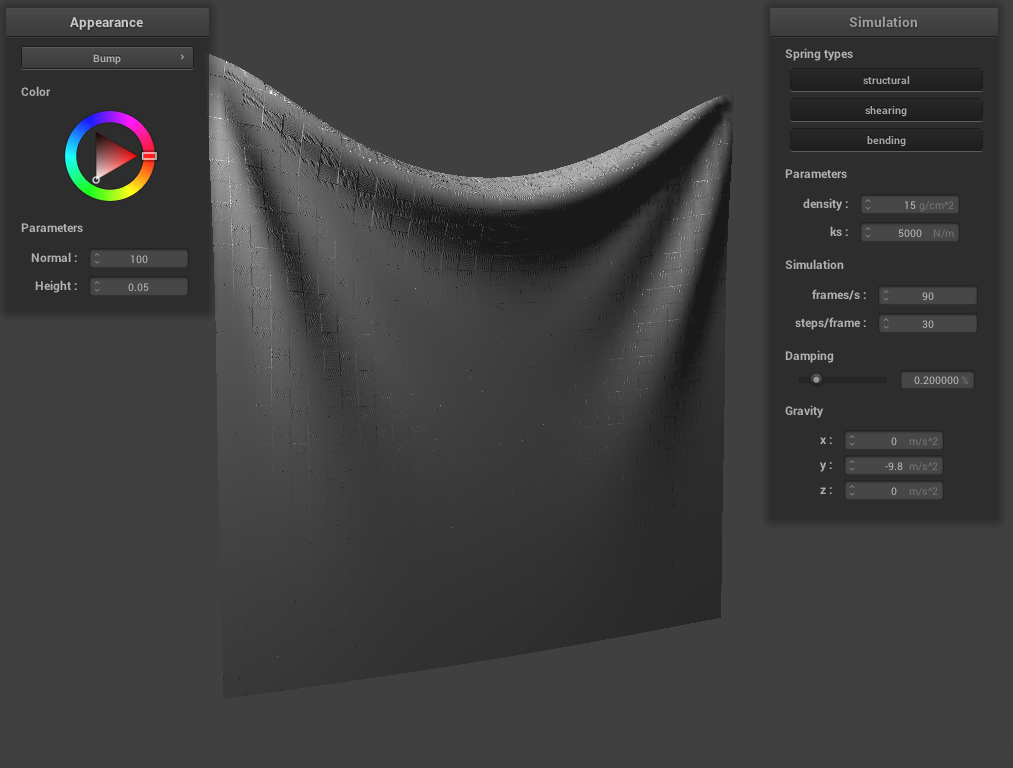 Appearance
Bump
Color
Parameters
Normal : 100
Height : 0.05
Simulation
Spring types
structural
shearing
bending
Parameters
density : 15 g/cm^2
ks : 5000 N/m
Simulation
frames/s : 90
steps/frame : 30
Damping
0.200000 %
Gravity
x : 0 m/s^2
y : -9.8 m/s^2
z : 0 m/s^2